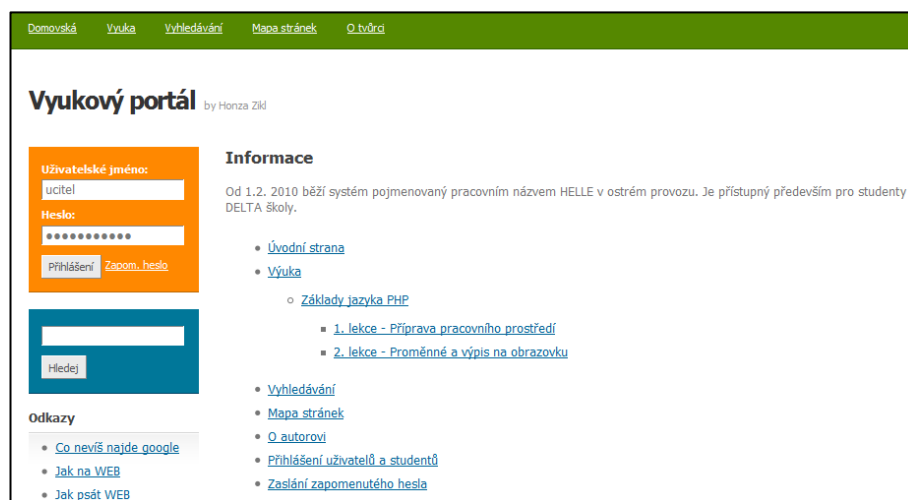 Domovská Vyuka Vyhledávání Mapa stránek O tvůrci
Vyukový portál by Honza Zikl
Uživatelské jméno:
ucitel
Heslo:
●●●●●●●●●●●
Přihlášení Zapom. heslo
Hledej
Odkazy
Co nevíš najde google
Jak na WEB
Jak psát WEB
Informace
Od 1.2. 2010 běží systém pojmenovaný pracovním názvem HELLE v ostrém provozu. Je přístupný především pro studenty
DELTA školy.
Úvodní strana
Výuka
Základy jazyka PHP
1. lekce - Příprava pracovního prostředí
2. lekce - Proměnné a výpis na obrazovku
Vyhledávání
Mapa stránek
O autorovi
Přihlášení uživatelů a studentů
Zaslání zapomenutého hesla